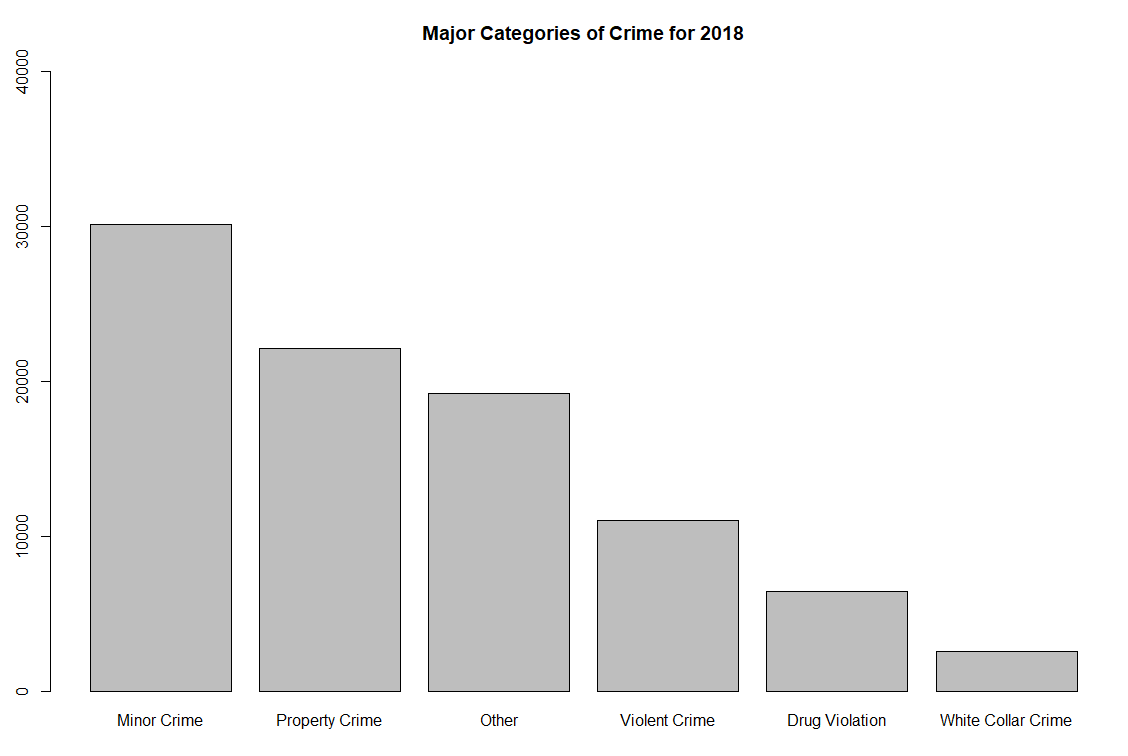 Major Categories of Crime for 2018
40000
30000
20000
10000
0
Minor Crime
Property Crime
Other
Violent Crime
Drug Violation
White Collar Crime